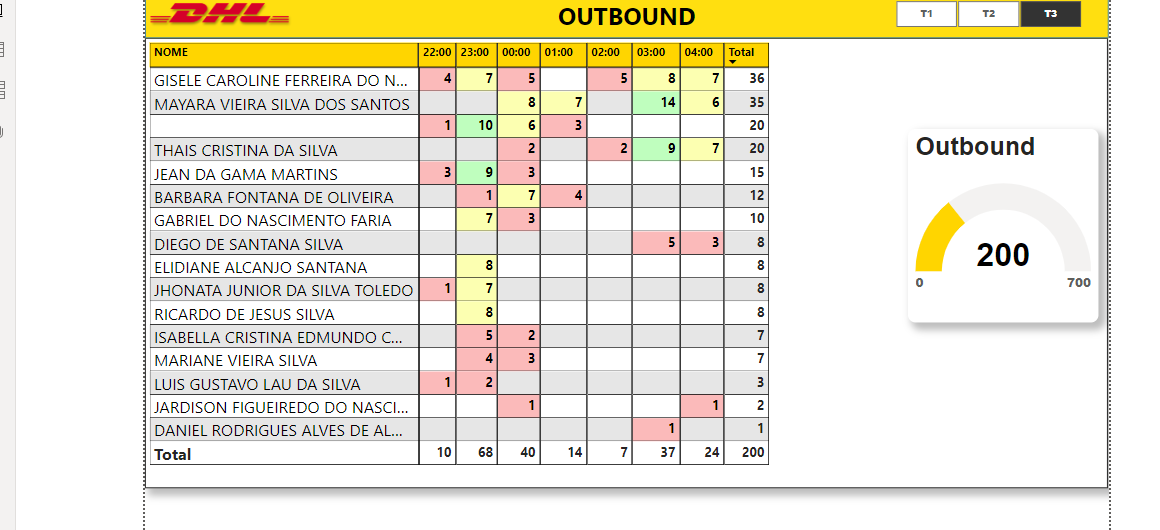 DHL OUTBOUND T1 T2 T3
NOME 22:00 23:00 00:00 01:00 02:00 03:00 04:00 Total
GISELE CAROLINE FERREIRA DO N... 4 7 5 5 8 7 36
MAYARA VIEIRA SILVA DOS SANTOS 8 7 14 6 35
1 10 6 3 20
THAIS CRISTINA DA SILVA 2 2 9 7 20
JEAN DA GAMA MARTINS 3 9 3 15
BARBARA FONTANA DE OLIVEIRA 1 7 4 12
GABRIEL DO NASCIMENTO FARIA 7 3 10
DIEGO DE SANTANA SILVA 5 3 8
ELIDIANE ALCANJO SANTANA 8 8
JHONATA JUNIOR DA SILVA TOLEDO 1 7 8
RICARDO DE JESUS SILVA 8 8
ISABELLA CRISTINA EDMUNDO C... 5 2 7
MARIANE VIEIRA SILVA 4 3 7
LUIS GUSTAVO LAU DA SILVA 1 2 3
JARDISON FIGUEIREDO DO NASCI... 1 1 2
DANIEL RODRIGUES ALVES DE AL... 1 1
Total 10 68 40 14 7 37 24 200
Outbound
200
0 700